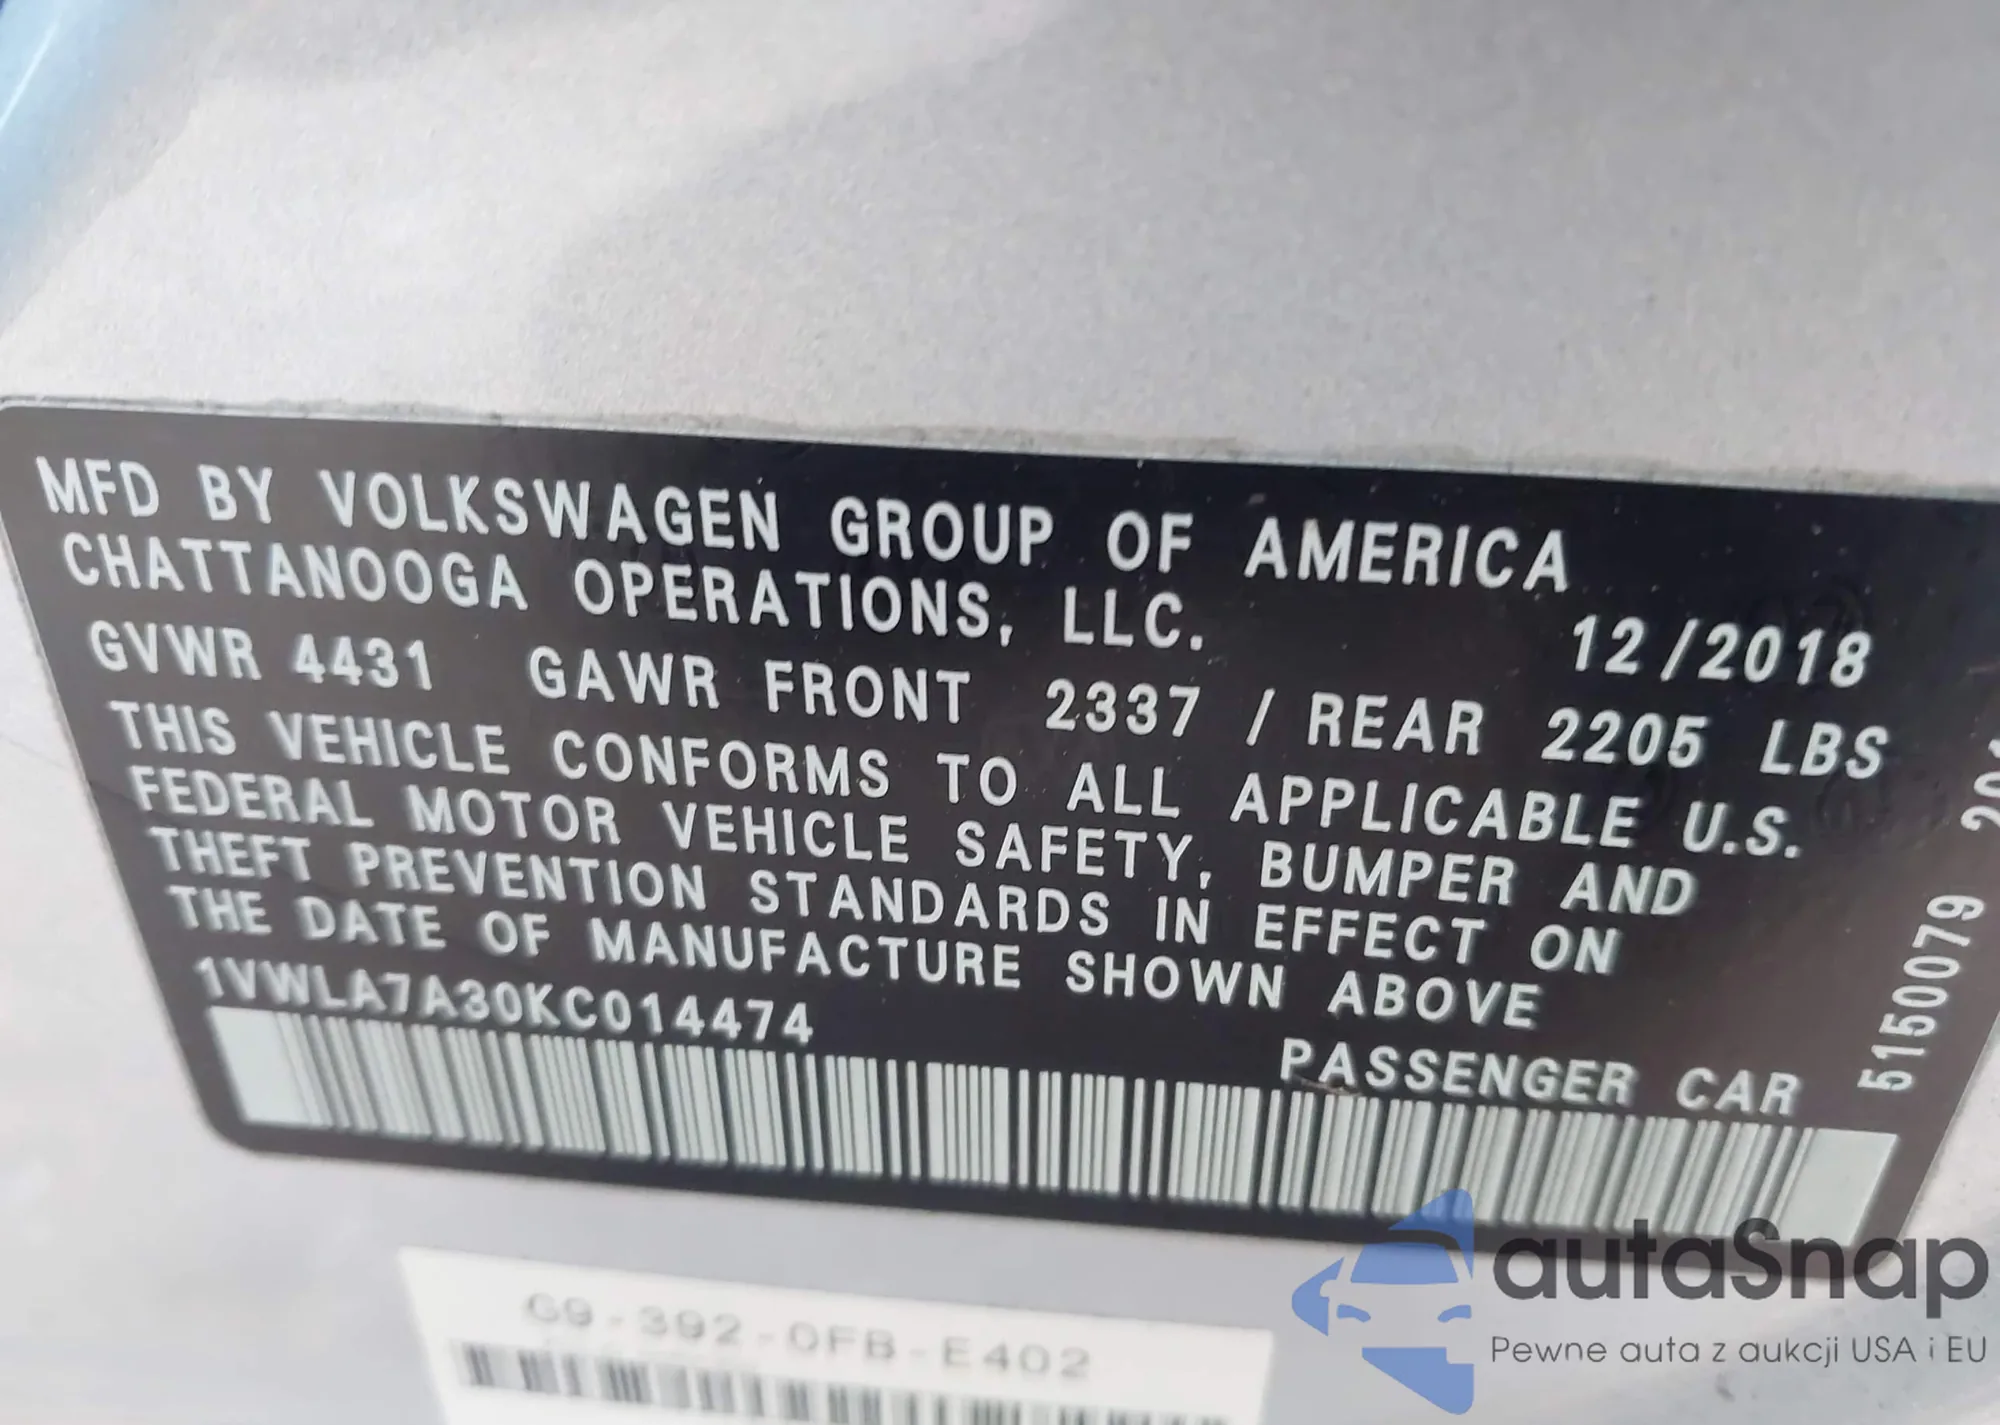 MFD BY VOLKSWAGEN GROUP OF AMERICA
CHATTANOOGA OPERATIONS, LLC.
12/2018
GVWR 4431 GAWR FRONT 2337 / REAR 2205 LBS
THIS VEHICLE CONFORMS TO ALL APPLICABLE U.S.
FEDERAL MOTOR VEHICLE SAFETY, BUMPER AND
THEFT PREVENTION STANDARDS IN EFFECT ON
THE DATE OF MANUFACTURE SHOWN ABOVE
1VWLA7A30KC014474
PASSENGER CAR
5150079
G9-392-0FB-E402
autaSnap
Pewne auta z aukcji USA i EU